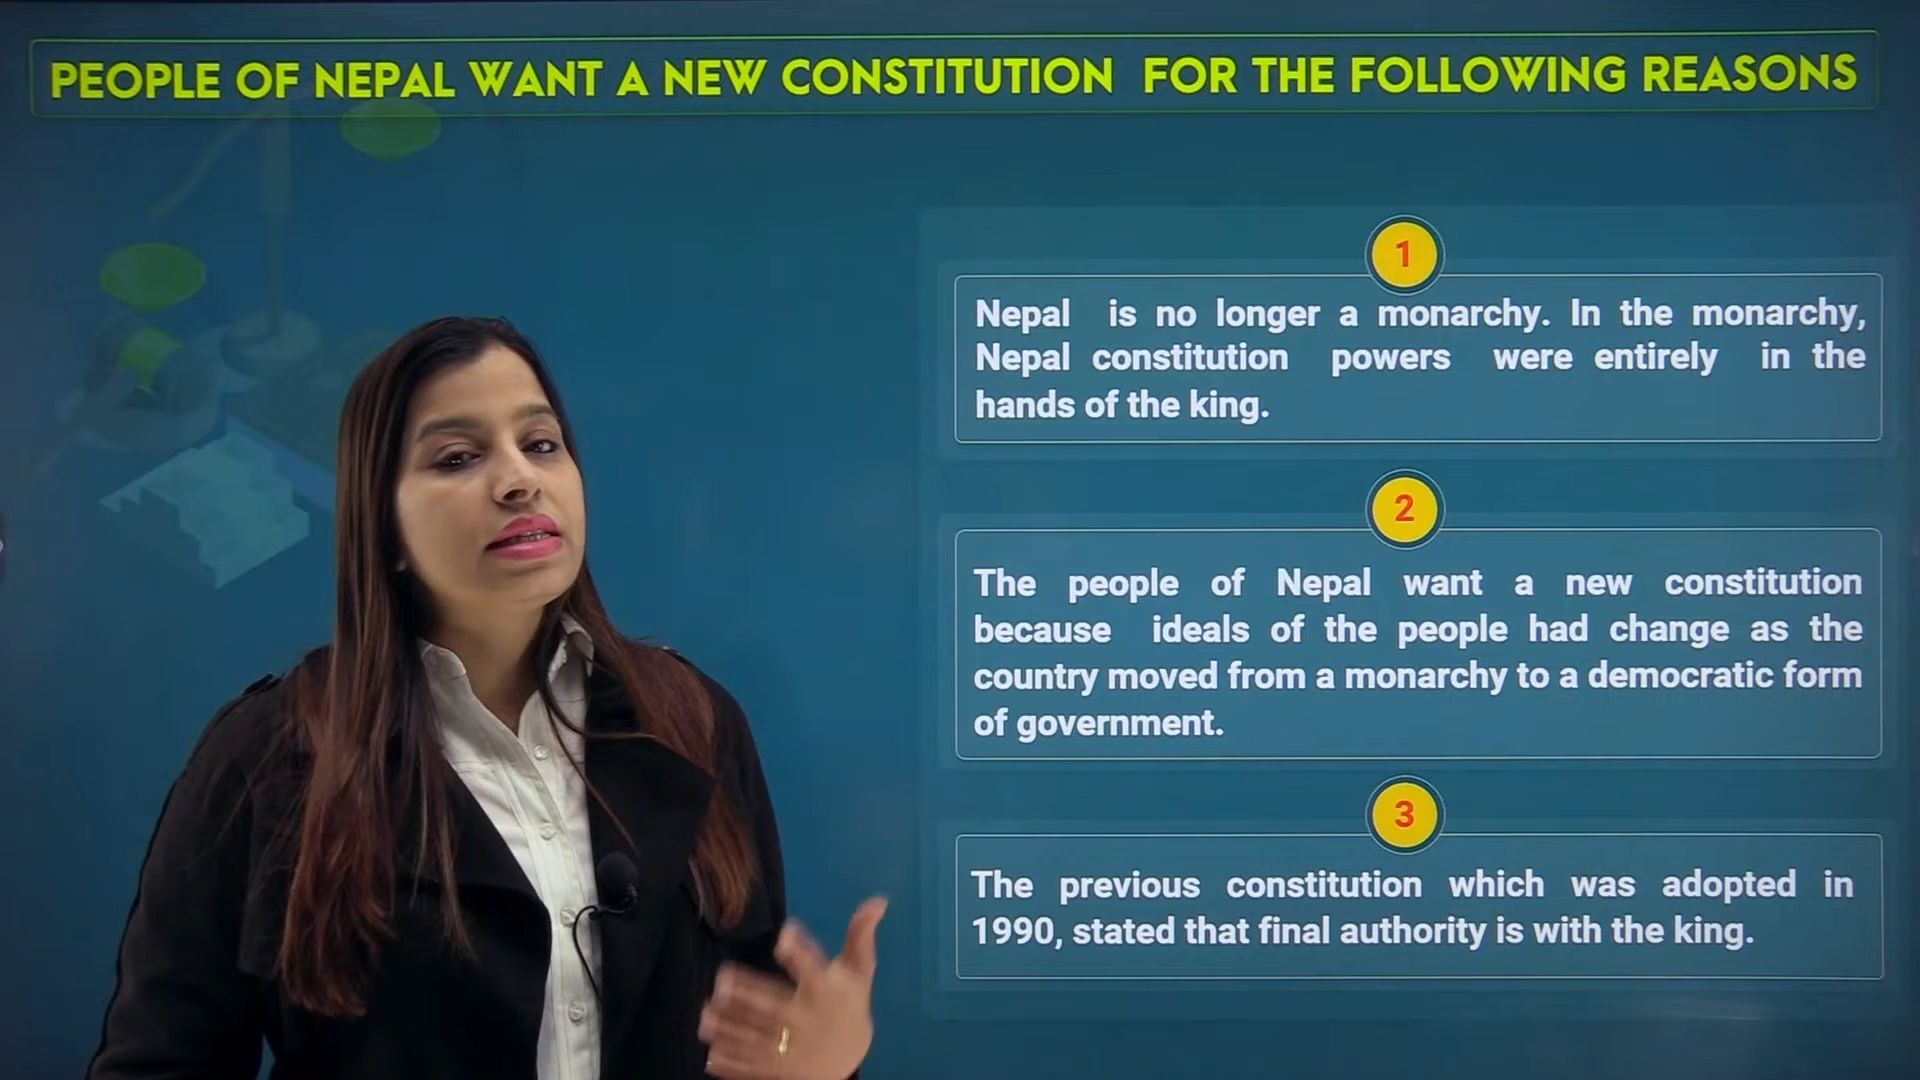 PEOPLE OF NEPAL WANT A NEW CONSTITUTION FOR THE FOLLOWING REASONS
1
Nepal is no longer a monarchy. In the monarchy,
Nepal constitution powers were entirely in the
hands of the king.
2
The people of Nepal want a new constitution
because ideals of the people had change as the
country moved from a monarchy to a democratic form
of government.
3
The previous constitution which was adopted in
1990, stated that final authority is with the king.